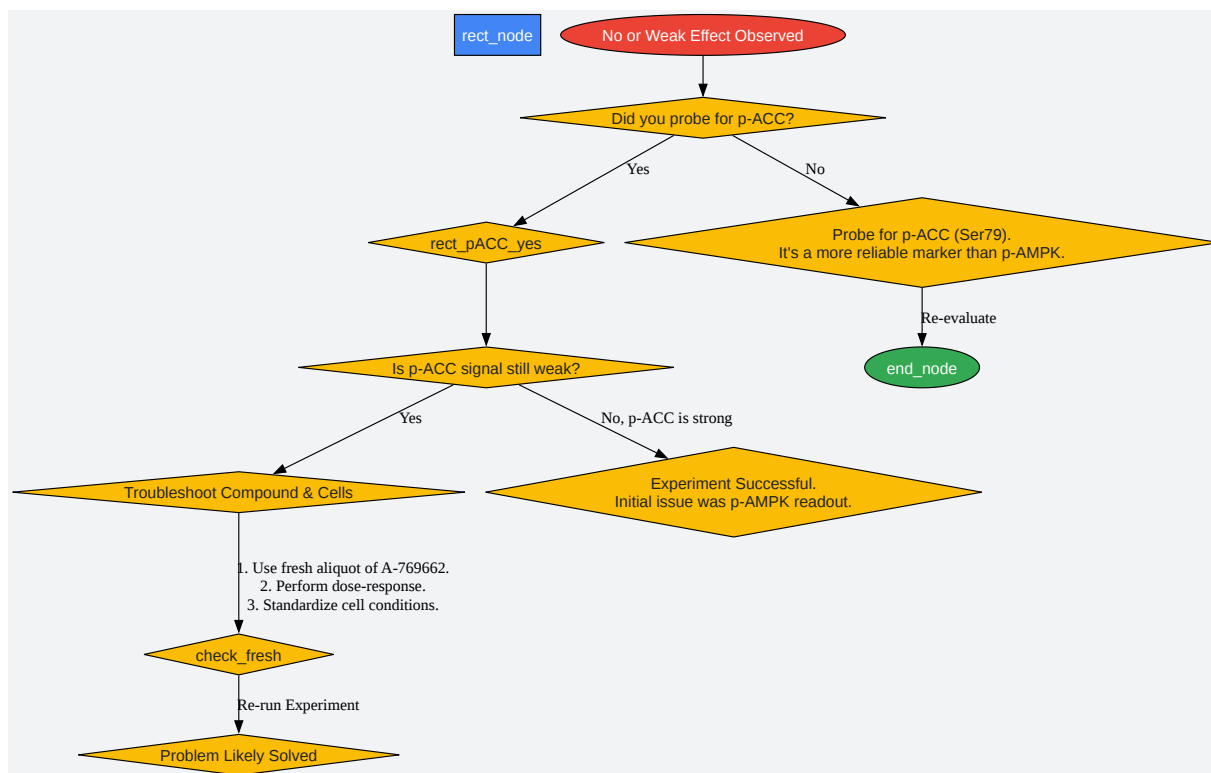 rect_node
No or Weak Effect Observed
Did you probe for p-ACC?
Yes
No
rect_pACC_yes
Probe for p-ACC (Ser79).
It's a more reliable marker than p-AMPK.
Re-evaluate
Is p-ACC signal still weak?
end_node
Yes
No, p-ACC is strong
Troubleshoot Compound & Cells
Experiment Successful.
Initial issue was p-AMPK readout.
1. Use fresh aliquot of A-769662.
2. Perform dose-response.
3. Standardize cell conditions.
check_fresh
Re-run Experiment
Problem Likely Solved